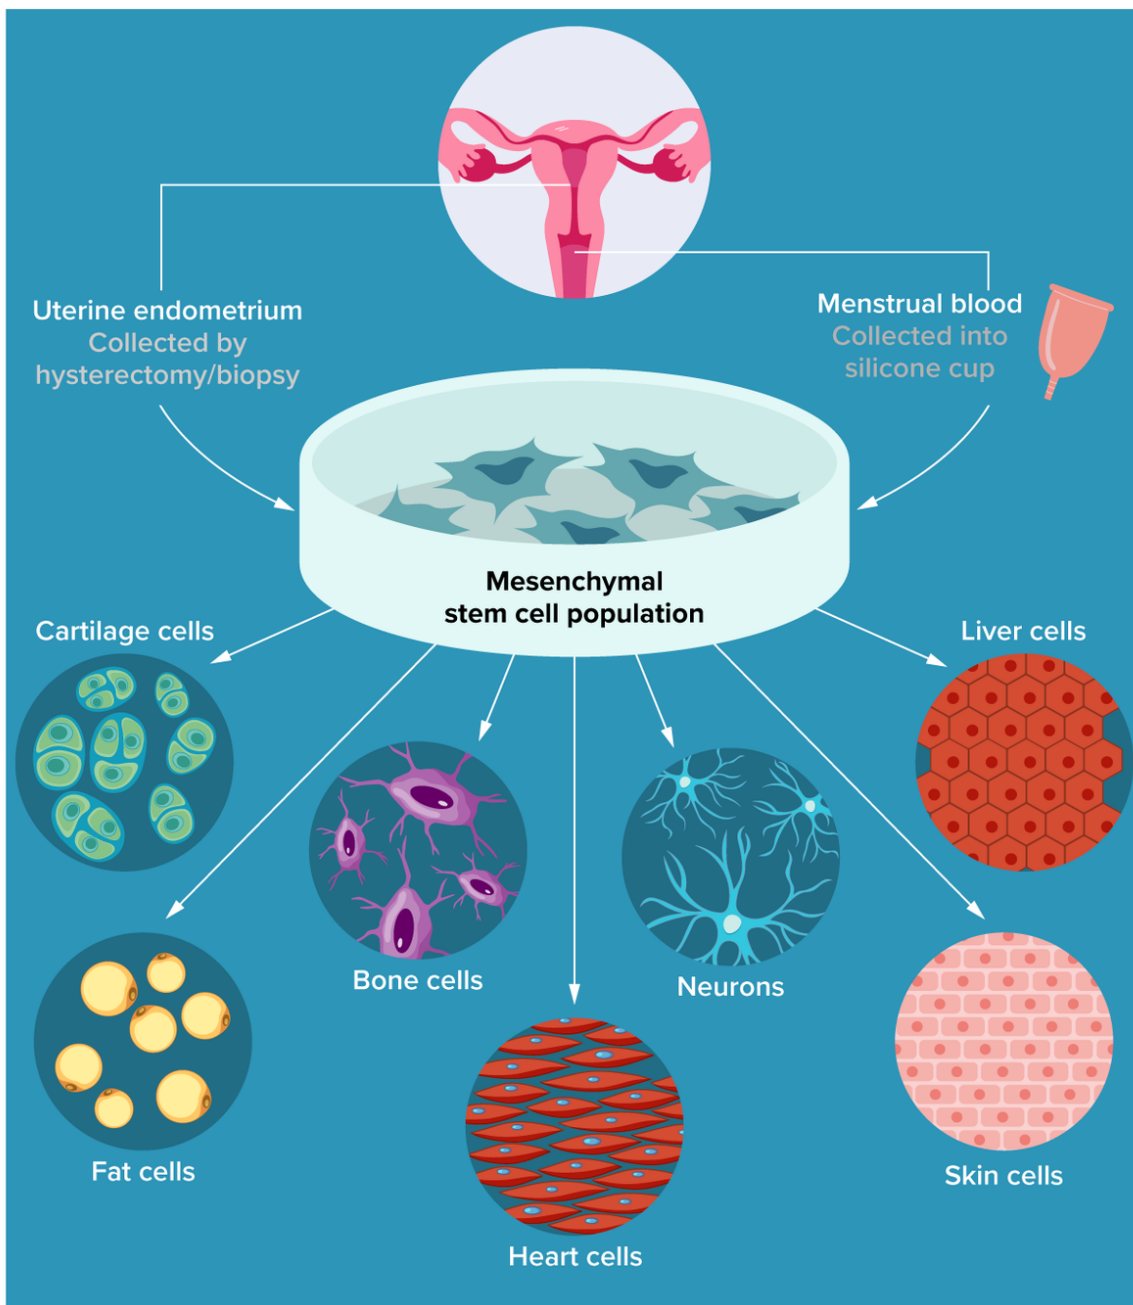 Uterine endometrium
Collected by
hysterectomy/biopsy
Menstrual blood
Collected into
silicone cup
Mesenchymal
stem cell population
Cartilage cells
Liver cells
Bone cells
Neurons
Fat cells
Skin cells
Heart cells